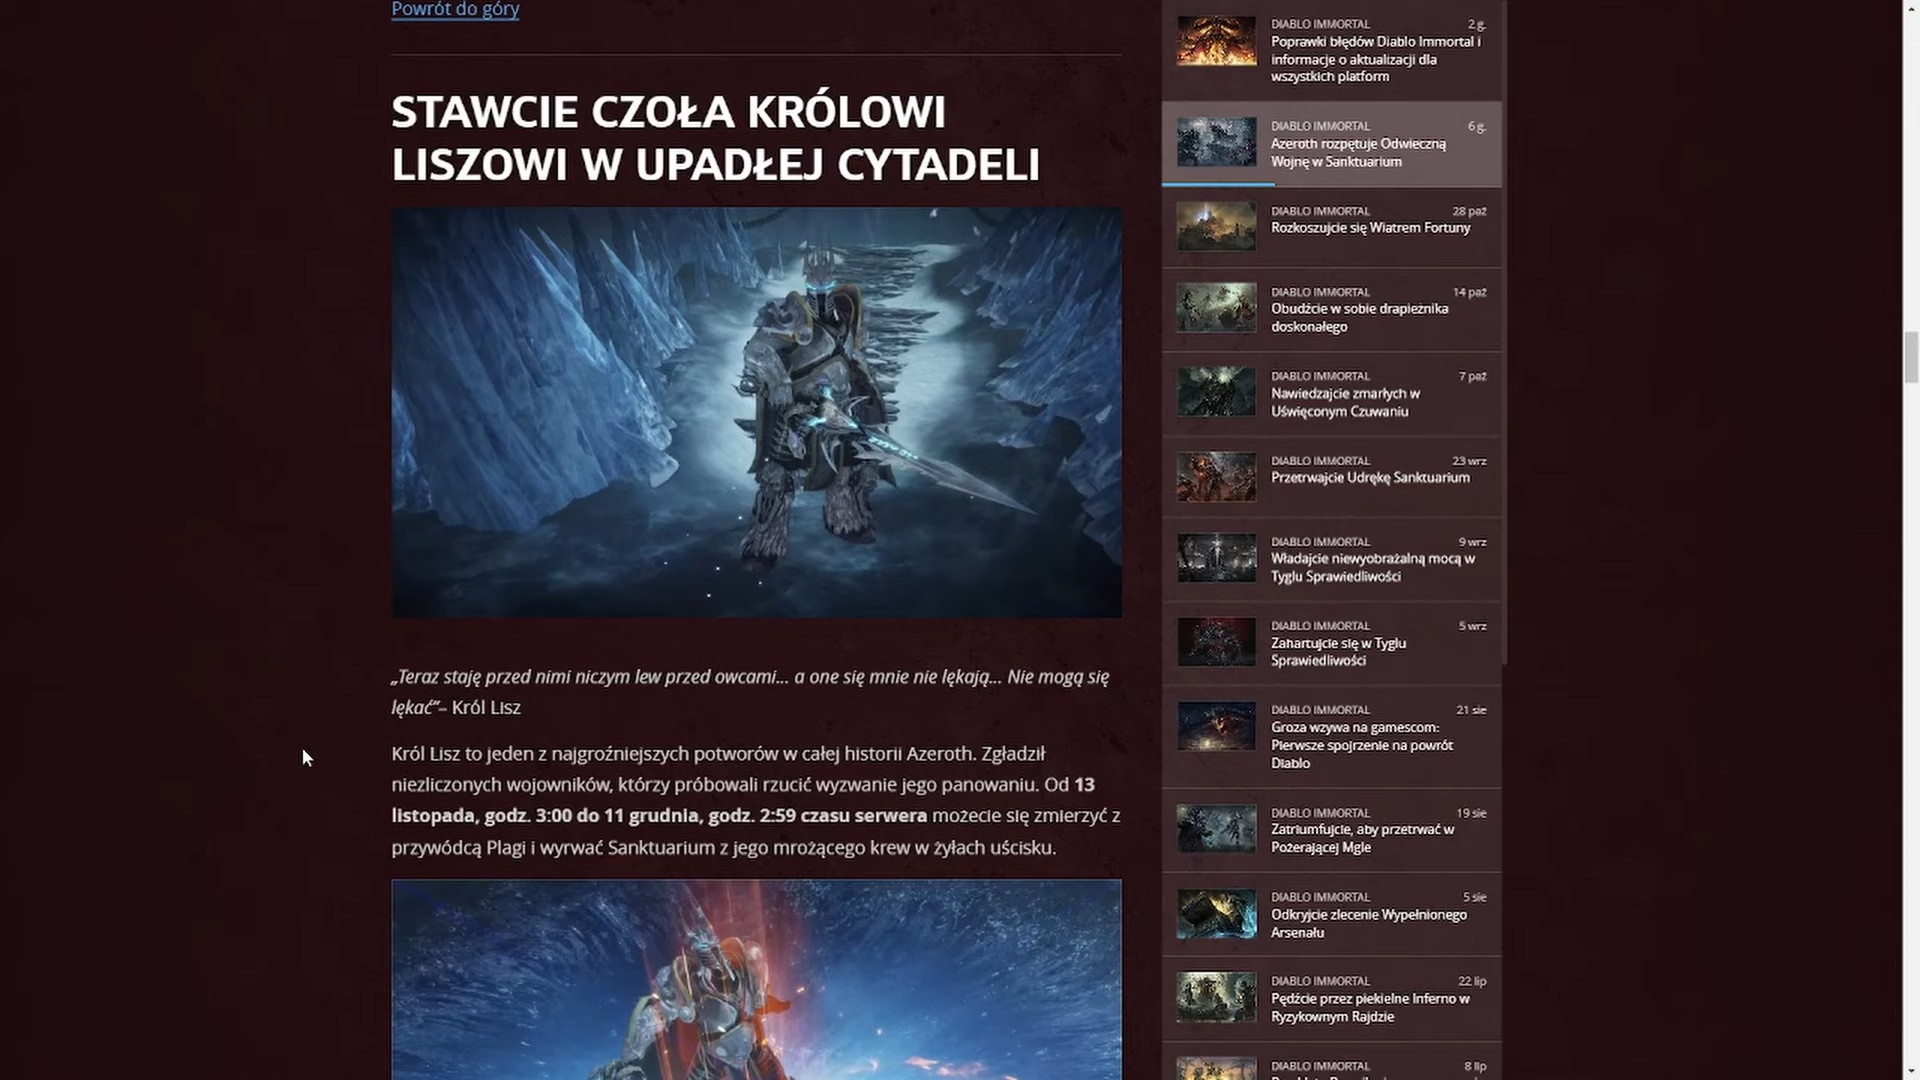 Powrót do góry
STAWCIE CZOŁA KRÓLOWI
LISZOWI W UPADŁEJ CYTADELI
„Teraz staję przed nimi niczym lew przed owcami... a one się mnie nie lękają... Nie mogą się
lękać”– Król Lisz
Król Lisz to jeden z najgroźniejszych potworów w całej historii Azeroth. Zgładził
niezliczonych wojowników, którzy próbowali rzucić wyzwanie jego panowaniu. Od 13
listopada, godz. 3:00 do 11 grudnia, godz. 2:59 czasu serwera możecie się zmierzyć z
przywódcą Plagi i wyrwać Sanktuarium z jego mrożącego krew w żyłach uścisku.
DIABLO IMMORTAL 2 g.
Poprawki błędów Diablo Immortal i
informacje o aktualizacji dla
wszystkich platform
DIABLO IMMORTAL 6 g.
Azeroth rozpętuje Odwieczną
Wojnę w Sanktuarium
DIABLO IMMORTAL 28 paź
Rozkoszujcie się Wiatrem Fortuny
DIABLO IMMORTAL 14 paź
Obudźcie w sobie drapieżnika
doskonałego
DIABLO IMMORTAL 7 paź
Nawiedzajcie zmarłych w
Uświęconym Czuwaniu
DIABLO IMMORTAL 23 wrz
Przetrwajcie Udrękę Sanktuarium
DIABLO IMMORTAL 9 wrz
Władajcie niewyobrażalną mocą w
Tyglu Sprawiedliwości
DIABLO IMMORTAL 5 wrz
Zahartujcie się w Tyglu
Sprawiedliwości
DIABLO IMMORTAL 21 sie
Groza wzywa na gamescom:
Pierwsze spojrzenie na powrót
Diablo
DIABLO IMMORTAL 19 sie
Zatriumfujcie, aby przetrwać w
Pożerającej Mgle
DIABLO IMMORTAL 5 sie
Odkryjcie zlecenie Wypełnionego
Arsenału
DIABLO IMMORTAL 22 lip
Pędźcie przez piekielne Inferno w
Ryzykownym Rajdzie
DIABLO IMMORTAL 8 lip